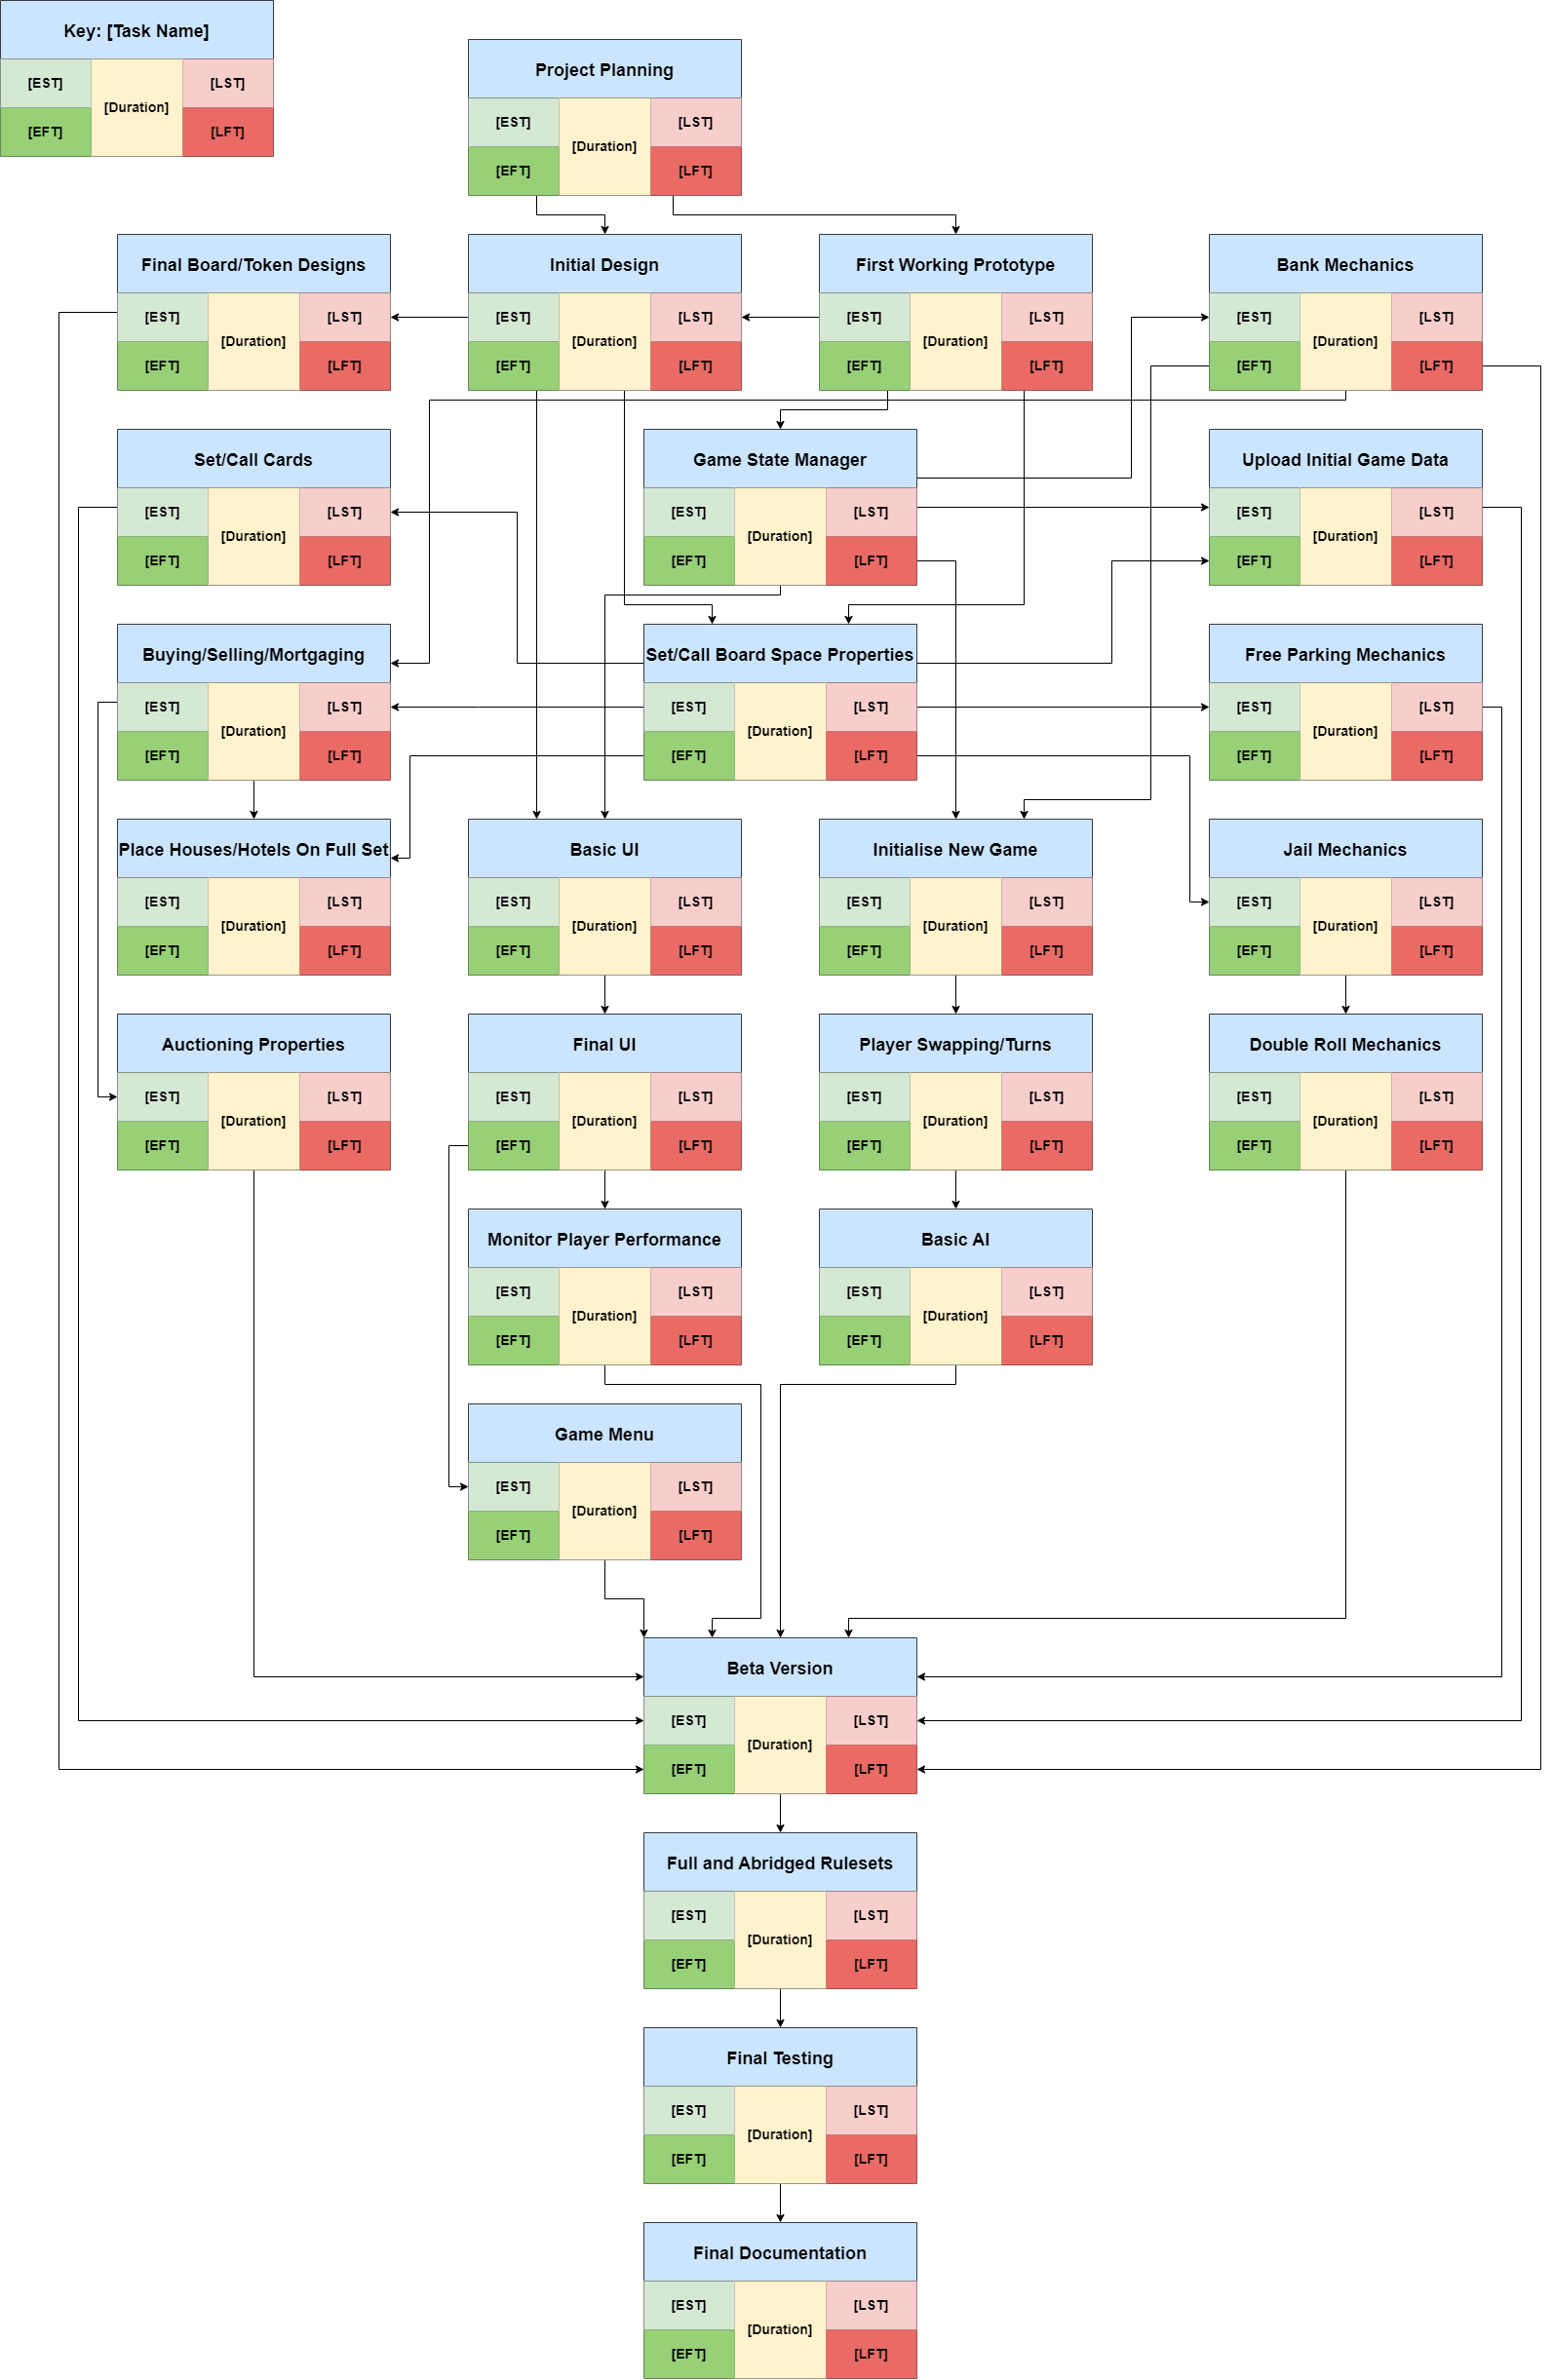 Key: [Task Name]
[EST]
[Duration]
[LST]
[EFT]
[LFT]
Project Planning
[EST]
[Duration]
[LST]
[EFT]
[LFT]
Final Board/Token Designs
[EST]
[Duration]
[LST]
[EFT]
[LFT]
Initial Design
[EST]
[Duration]
[LST]
[EFT]
[LFT]
First Working Prototype
[EST]
[Duration]
[LST]
[EFT]
[LFT]
Bank Mechanics
[EST]
[Duration]
[LST]
[EFT]
[LFT]
Set/Call Cards
[EST]
[Duration]
[LST]
[EFT]
[LFT]
Game State Manager
[EST]
[Duration]
[LST]
[EFT]
[LFT]
Upload Initial Game Data
[EST]
[Duration]
[LST]
[EFT]
[LFT]
Buying/Selling/Mortgaging
[EST]
[Duration]
[LST]
[EFT]
[LFT]
Set/Call Board Space Properties
[EST]
[Duration]
[LST]
[EFT]
[LFT]
Free Parking Mechanics
[EST]
[Duration]
[LST]
[EFT]
[LFT]
Place Houses/Hotels On Full Set
[EST]
[Duration]
[LST]
[EFT]
[LFT]
Basic UI
[EST]
[Duration]
[LST]
[EFT]
[LFT]
Initialise New Game
[EST]
[Duration]
[LST]
[EFT]
[LFT]
Jail Mechanics
[EST]
[Duration]
[LST]
[EFT]
[LFT]
Auctioning Properties
[EST]
[Duration]
[LST]
[EFT]
[LFT]
Final UI
[EST]
[Duration]
[LST]
[EFT]
[LFT]
Player Swapping/Turns
[EST]
[Duration]
[LST]
[EFT]
[LFT]
Double Roll Mechanics
[EST]
[Duration]
[LST]
[EFT]
[LFT]
Monitor Player Performance
[EST]
[Duration]
[LST]
[EFT]
[LFT]
Basic AI
[EST]
[Duration]
[LST]
[EFT]
[LFT]
Game Menu
[EST]
[Duration]
[LST]
[EFT]
[LFT]
Beta Version
[EST]
[Duration]
[LST]
[EFT]
[LFT]
Full and Abridged Rulesets
[EST]
[Duration]
[LST]
[EFT]
[LFT]
Final Testing
[EST]
[Duration]
[LST]
[EFT]
[LFT]
Final Documentation
[EST]
[Duration]
[LST]
[EFT]
[LFT]